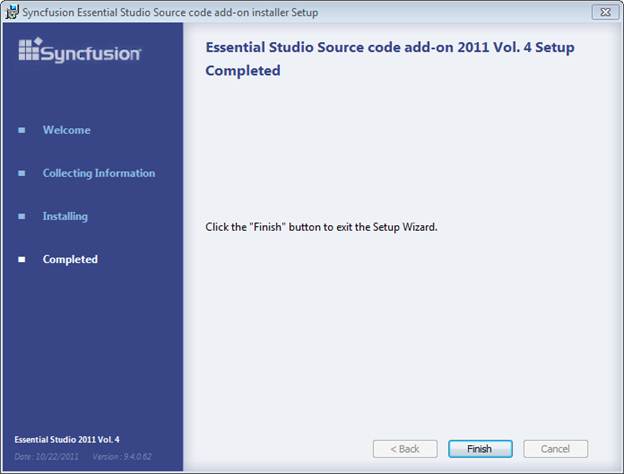 Syncfusion Essential Studio Source code add-on installer Setup
Syncfusion
Essential Studio Source code add-on 2011 Vol. 4 Setup
Completed
Welcome
Collecting Information
Installing
Completed
Click the "Finish" button to exit the Setup Wizard.
Essential Studio 2011 Vol. 4
Date: 10/22/2011 Version : 9.4.0.62
< Back
Finish
Cancel